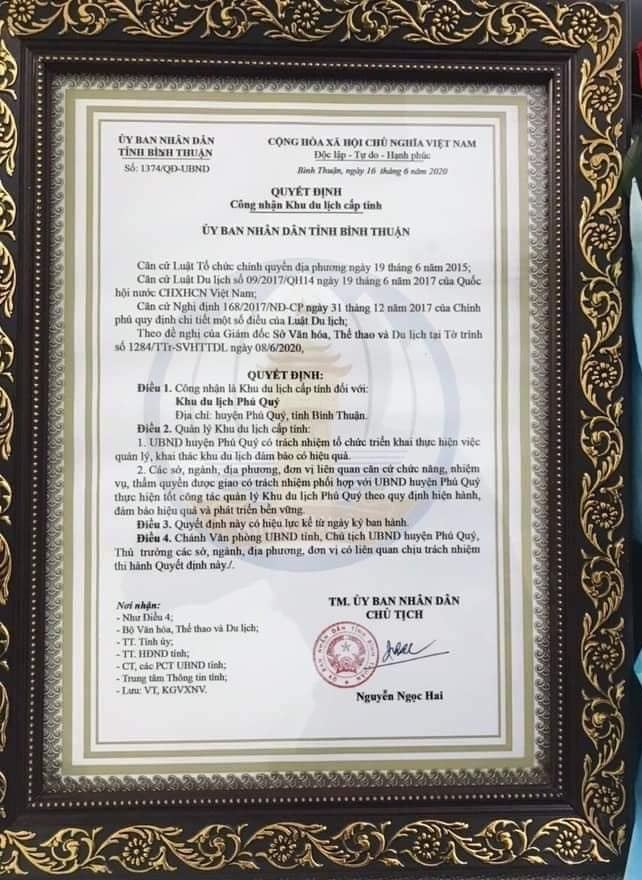 ỦY BAN NHÂN DÂN
TỈNH BÌNH THUẬN
Số: 1374/QĐ-UBND
CỘNG HÒA XÃ HỘI CHỦ NGHĨA VIỆT NAM
Độc lập - Tự do - Hạnh phúc
Bình Thuận, ngày 16 tháng 6 năm 2020
QUYẾT ĐỊNH
Công nhận Khu du lịch cấp tỉnh
ỦY BAN NHÂN DÂN TỈNH BÌNH THUẬN
Căn cứ Luật Tổ chức chính quyền địa phương ngày 19 tháng 6 năm 2015;
Căn cứ Luật Du lịch số 09/2017/QH14 ngày 19 tháng 6 năm 2017 của Quốc
hội nước CHXHCN Việt Nam;
Căn cứ Nghị định 168/2017/NĐ-CP ngày 31 tháng 12 năm 2017 của Chính
phủ quy định chi tiết một số điều của Luật Du lịch;
Theo đề nghị của Giám đốc Sở Văn hóa, Thể thao và Du lịch tại Tờ trình
số 1284/TTr-SVHTTDL ngày 08/6/2020,
QUYẾT ĐỊNH:
Điều 1. Công nhận là Khu du lịch cấp tỉnh đối với:
Khu du lịch Phú Quý
Địa chỉ: huyện Phú Quý, tỉnh Bình Thuận.
Điều 2. Quản lý Khu du lịch cấp tỉnh:
1. UBND huyện Phú Quý có trách nhiệm tổ chức triển khai thực hiện việc
quản lý, khai thác khu du lịch đảm bảo có hiệu quả.
2. Các sở, ngành, địa phương, đơn vị liên quan căn cứ chức năng, nhiệm
vụ, thẩm quyền được giao có trách nhiệm phối hợp với UBND huyện Phú Quý
thực hiện tốt công tác quản lý Khu du lịch Phú Quý theo quy định hiện hành,
đảm bảo hiệu quả và phát triển bền vững.
Điều 3. Quyết định này có hiệu lực kể từ ngày ký ban hành.
Điều 4. Chánh Văn phòng UBND tỉnh, Chủ tịch UBND huyện Phú Quý,
Thủ trưởng các sở, ngành, địa phương, đơn vị có liên quan chịu trách nhiệm
thi hành Quyết định này./.
Nơi nhận:
- Như Điều 4;
- Bộ Văn hóa, Thể thao và Du lịch;
- TT. Tỉnh ủy;
- TT. HĐND tỉnh;
- CT, các PCT UBND tỉnh;
- Trung tâm Thông tin tỉnh;
- Lưu: VT, KGVXNV.
TM. ỦY BAN NHÂN DÂN
CHỦ TỊCH
ỦY BAN NHÂN DÂN TỈNH BÌNH THUẬN
Nguyễn Ngọc Hai